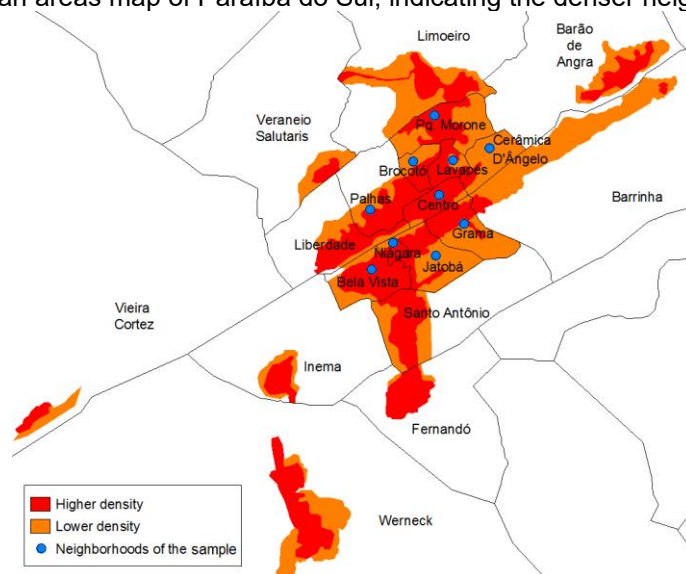 an areas map of Paraíba do Sul, indicating the denser
Limoeiro
Barão
de
Angra
Veraneio
Salutaris
Pq. Morone
Cerâmica
D'Ângelo
Brocotó
Lavapés
Palhas
Centro
Barrinha
Grama
Liberdade
Niágara
Jatobá
Bela Vista
Vieira
Cortez
Santo Antônio
Inema
Fernandó
Werneck
Higher density
Lower density
Neighborhoods of the sample